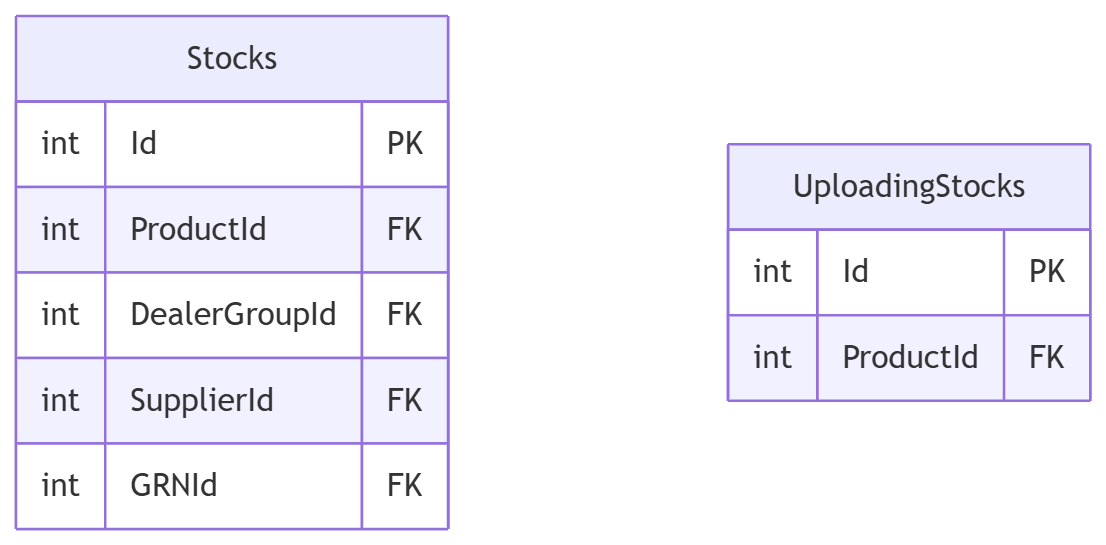 Stocks
int Id PK
int ProductId FK
int DealerGroupId FK
int SupplierId FK
int GRNId FK
UploadingStocks
int Id PK
int ProductId FK